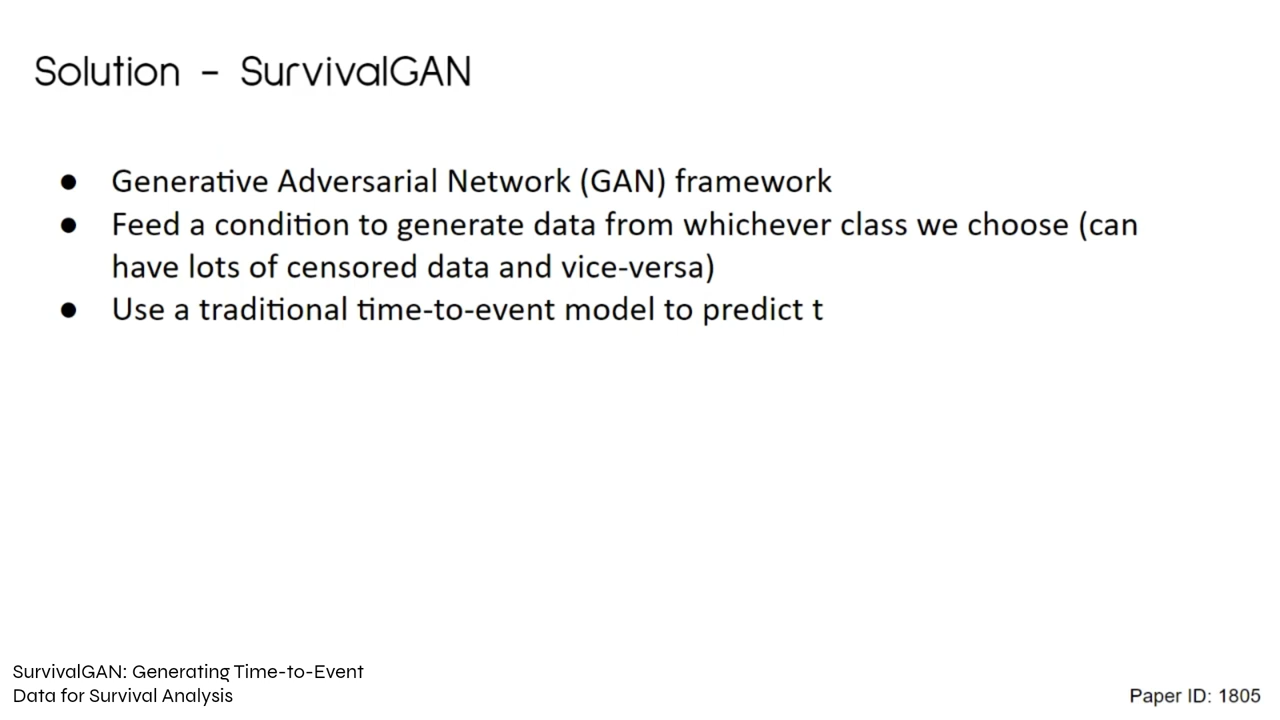 Solution - SurvivalGAN
● Generative Adversarial Network (GAN) framework
● Feed a condition to generate data from whichever class we choose (can
have lots of censored data and vice-versa)
● Use a traditional time-to-event model to predict t
SurvivalGAN: Generating Time-to-Event
Data for Survival Analysis
Paper ID: 1805